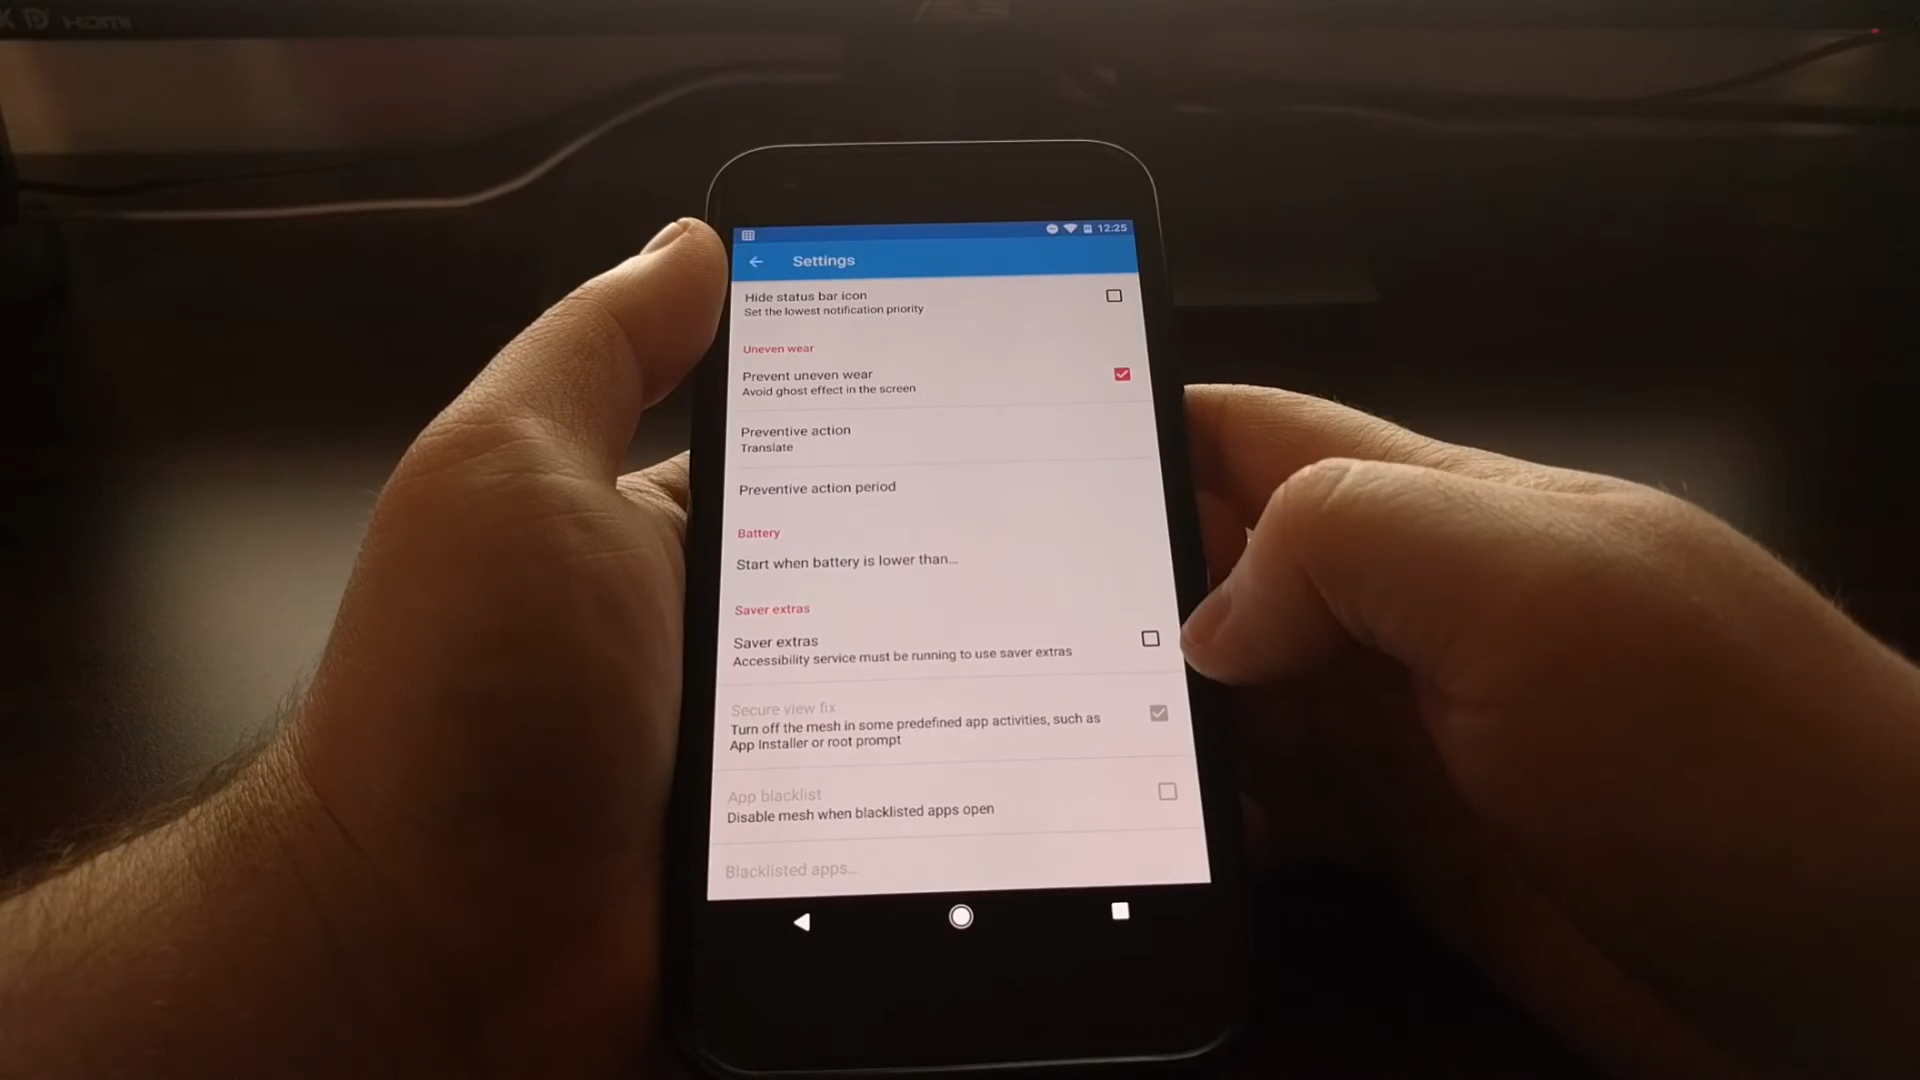 HDMI
12:25
Settings
Hide status bar icon
Set the lowest notification priority
Uneven wear
Prevent uneven wear
Avoid ghost effect in the screen
Preventive action
Translate
Preventive action period
Battery
Start when battery is lower than...
Saver extras
Saver extras
Accessibility service must be running to use saver extras
Secure view fix
Turn off the mesh in some predefined app activities, such as
App Installer or root prompt
App blacklist
Disable mesh when blacklisted apps open
Blacklisted apps...